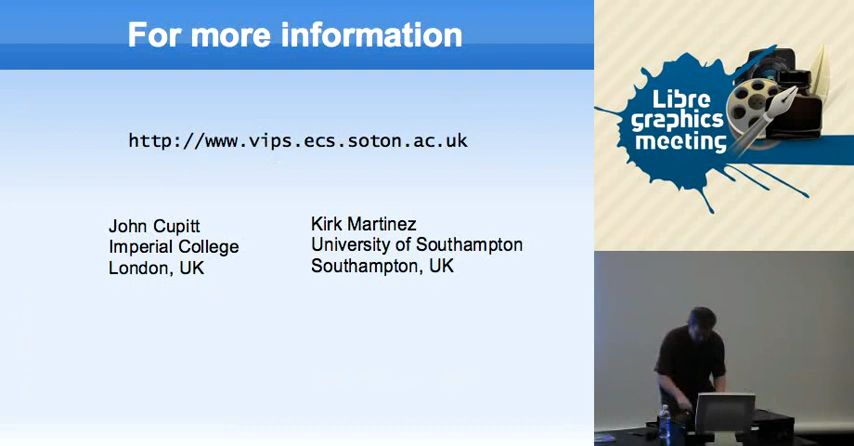 For more information
http://www.vips.ecs.soton.ac.uk
John Cupitt
Imperial College
London, UK
Kirk Martinez
University of Southampton
Southampton, UK
Libre
graphics
meeting